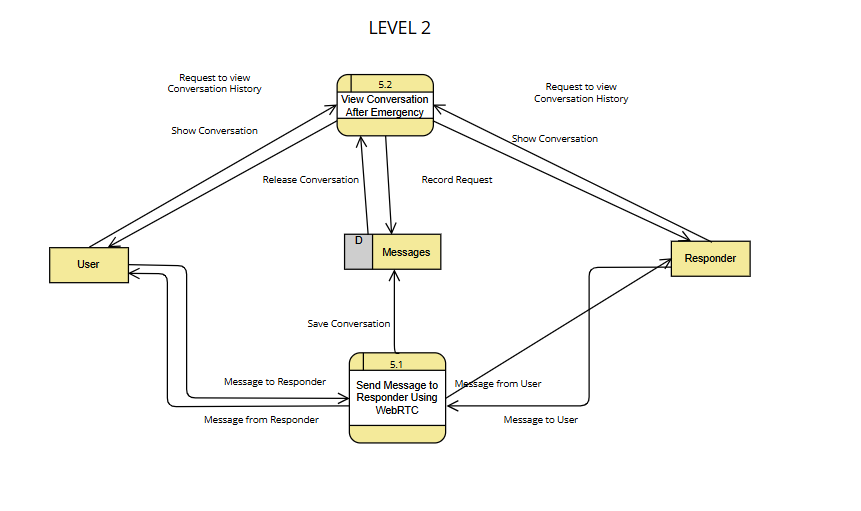 LEVEL 2
Request to view
Conversation History
5.2
View Conversation
After Emergency
Request to view
Conversation History
Show Conversation
Show Conversation
Release Conversation
Record Request
D
Messages
User
Responder
Save Conversation
5.1
Send Message to
Responder Using
WebRTC
Message to Responder
Message from User
Message from Responder
Message to User